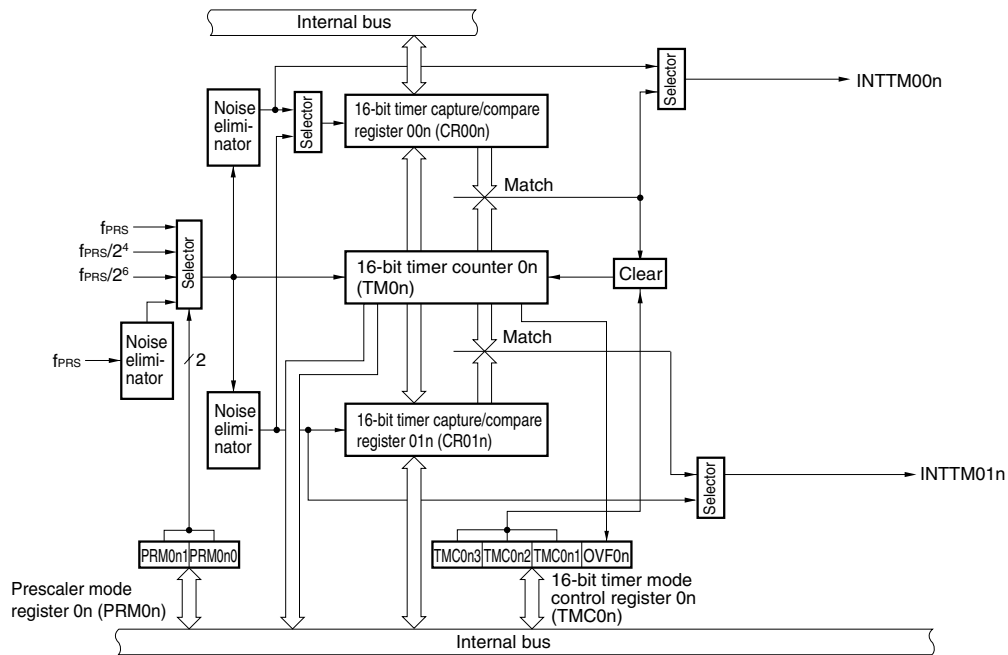 Internal bus
INTTM00n
Selector
Noise
elimi-
nator
Selector
16-bit timer capture/compare
register 00n (CR00n)
Match
fPRS
fPRS/2⁴
fPRS/2⁶
Selector
16-bit timer counter 0n
(TM0n)
Clear
fPRS
Noise
elimi-
nator
2
Match
Noise
elimi-
nator
16-bit timer capture/compare
register 01n (CR01n)
Selector
INTTM01n
PRM0n1 PRM0n0
TMC0n3 TMC0n2 TMC0n1 OVF0n
Prescaler mode
register 0n (PRM0n)
16-bit timer mode
control register 0n
(TMC0n)
Internal bus